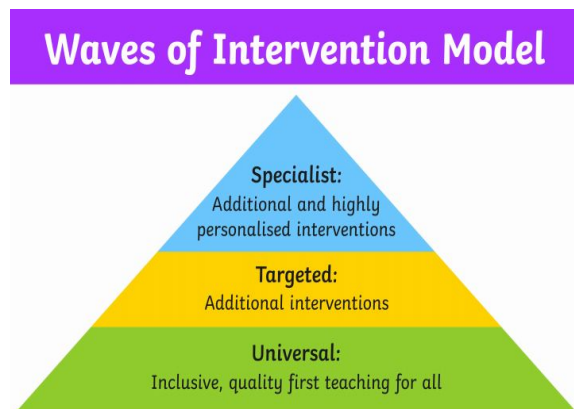 Waves of Intervention Model
Specialist:
Additional and highly
personalised interventions
Targeted:
Additional interventions
Universal:
Inclusive, quality first teaching for all